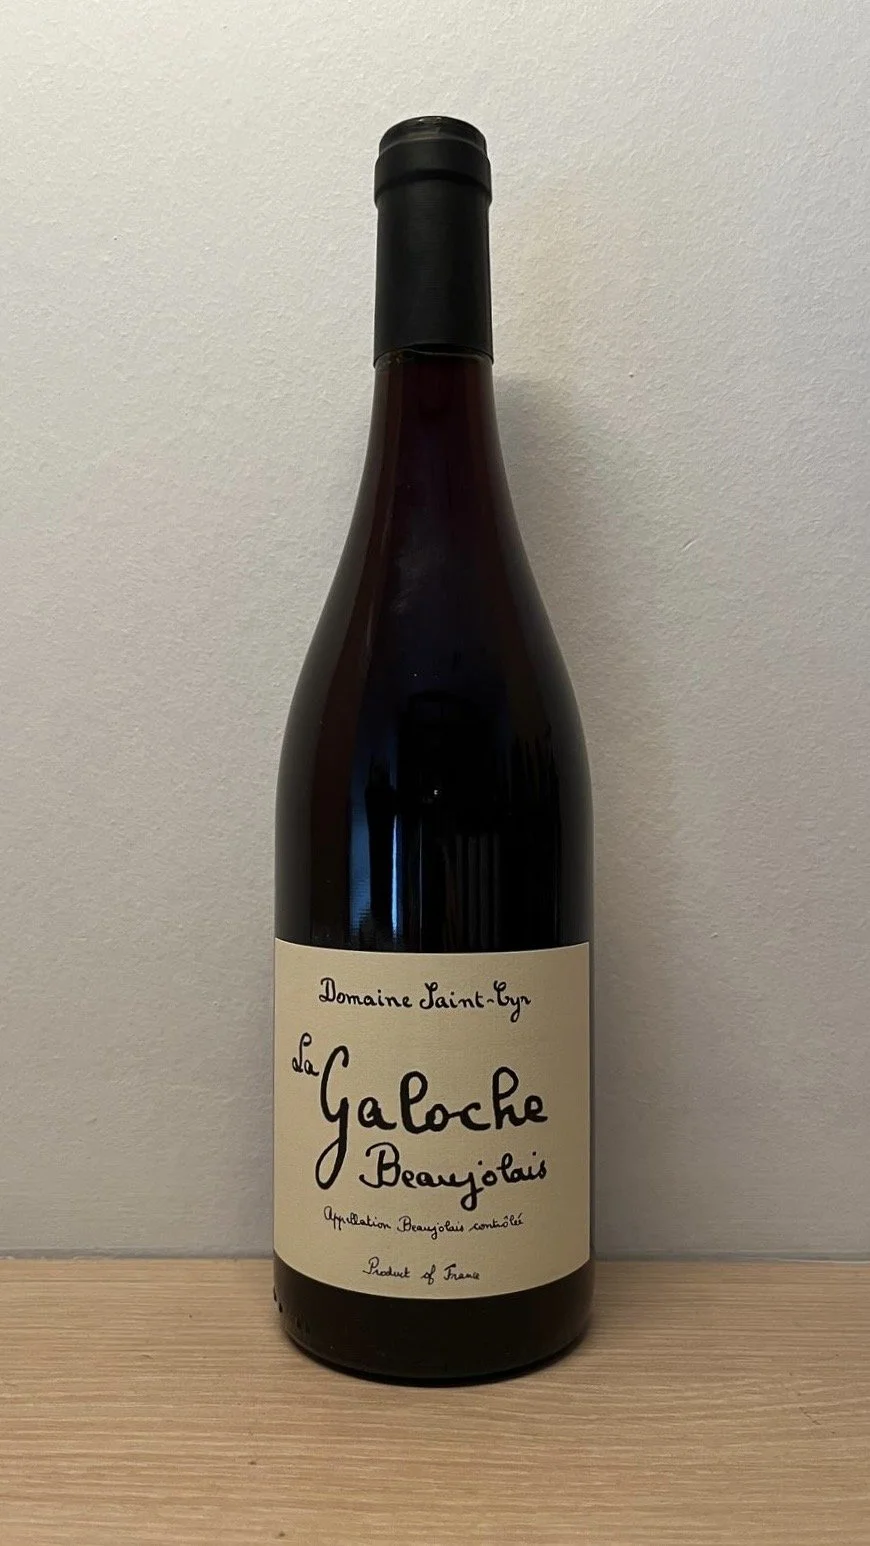 Domaine Saint-Cyr
La
Galoche
Beaujolais
Appellation Beaujolais contrôlée
Product of France